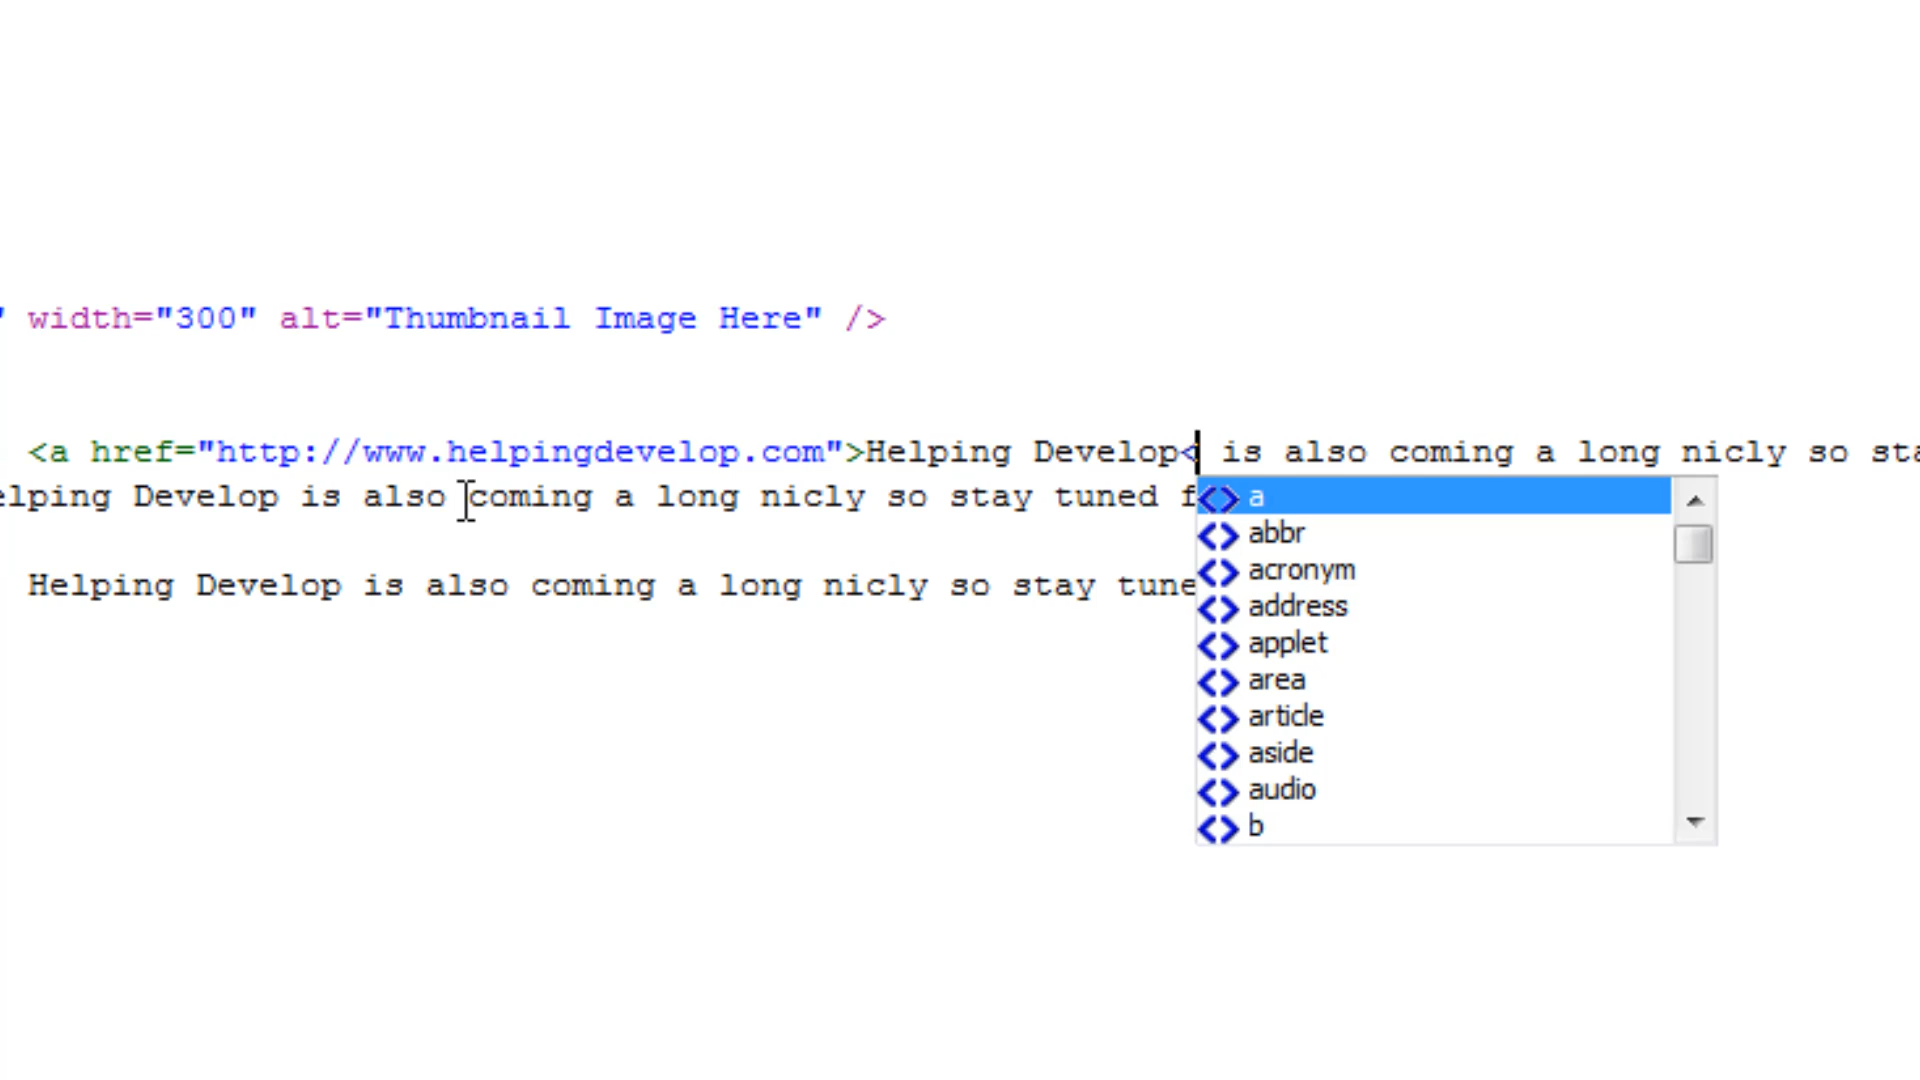 " width="300" alt="Thumbnail Image Here" />
<a href="http://www.helpingdevelop.com">Helping Develop< is also coming a long nicly so sta
elping Develop is also coming a long nicly so stay tuned f
Helping Develop is also coming a long nicly so stay tune
<> a
<> abbr
<> acronym
<> address
<> applet
<> area
<> article
<> aside
<> audio
<> b